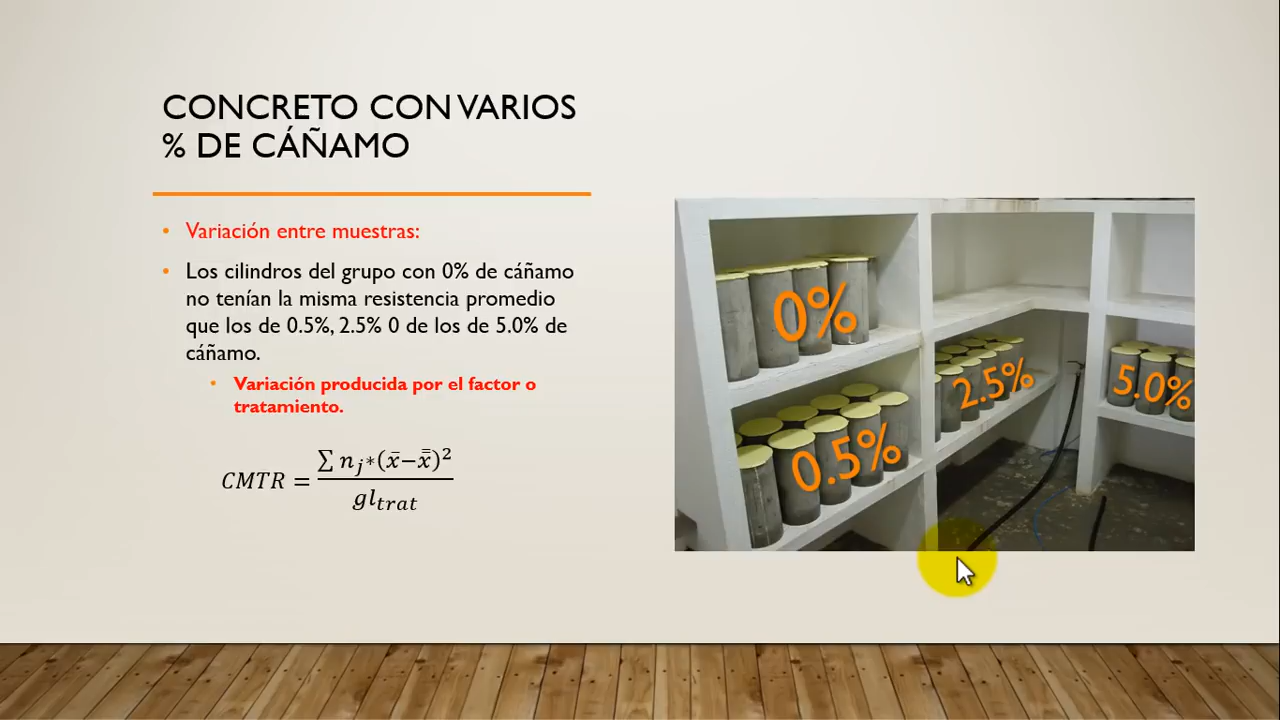 CONCRETO CON VARIOS
% DE CÁÑAMO
• Variación entre muestras:
• Los cilindros del grupo con 0% de cáñamo
no tenían la misma resistencia promedio
que los de 0.5%, 2.5% 0 de los de 5.0% de
cáñamo.
• Variación producida por el factor o
tratamiento.
CMTR = ∑ n_j*(x̄−x̿)² / gl_trat
0%
2.5%
5.0%
0.5%